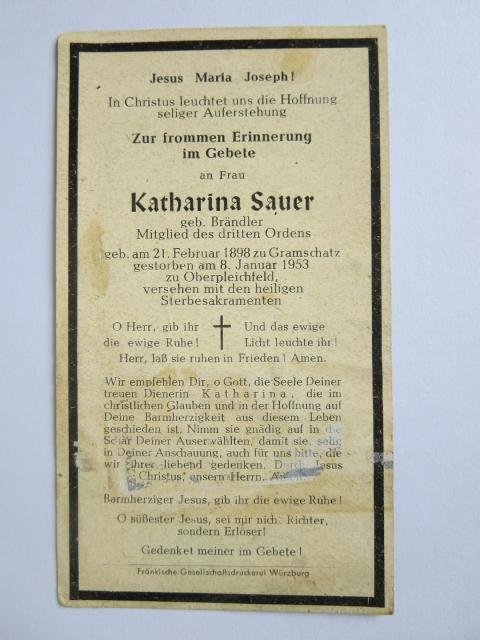 Jesus Maria Joseph!
In Christus leuchtet uns die Hoffnung
seliger Auferstehung
Zur frommen Erinnerung
im Gebete
an Frau
Katharina Sauer
geb. Brändler
Mitglied des dritten Ordens
geb. am 21. Februar 1898 zu Gramschatz
gestorben am 8. Januar 1953
zu Oberpleichfeld,
versehen mit den heiligen
Sterbesakramenten
O Herr, gib ihr
die ewige Ruhe!
Und das ewige
Licht leuchte ihr!
Herr, laß sie ruhen in Frieden! Amen.
Wir empfehlen Dir, o Gott, die Seele Deiner
treuen Dienerin Katharina, die im
christlichen Glauben und in der Hoffnung auf
Deine Barmherzigkeit aus diesem Leben
geschieden ist. Nimm sie gnädig auf in die
Schar Deiner Auserwählten, damit sie, selig
in Deiner Anschauung, auch für uns bitte, die
wir ihrer liebend gedenken. Durch Jesus
Christus, unsern Herrn.
Barmherziger Jesus, gib ihr die ewige Ruhe!
O süßester Jesus, sei mir nicht Richter,
sondern Erlöser!
Gedenket meiner im Gebete!
Fränkische Gesellschaftsdruckerei Würzburg